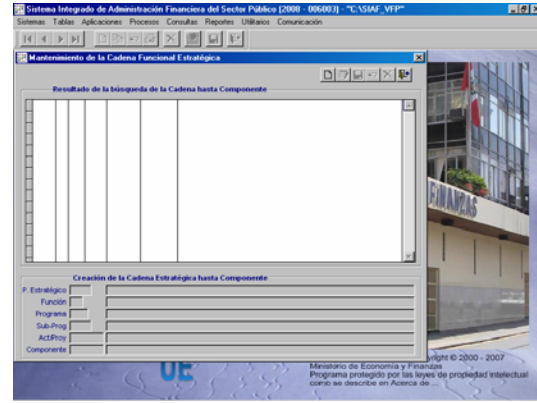 Sistema Integrado de Administración Financiera del Sector Público [2008 - 006003] - "C:\SIAF_VFP"
Sistemas Tablas Aplicaciones Procesos Consultas Reportes Utilitarios Comunicación
Mantenimiento de la Cadena Funcional Estratégica
Resultado de la búsqueda de la Cadena hasta Componente
FINANZAS
Creación de la Cadena Estratégica hasta Componente
P. Estratégico
Función
Programa
Sub-Prog
Act/Proy
Componente
UE
yright © 2000 - 2007
Ministerio de Economía y Finanzas
Programa protegido por las leyes de propiedad intelectual
como se describe en Acerca de ...